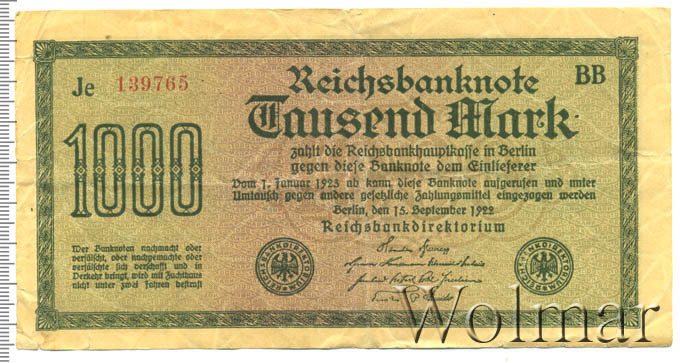 Je 139765
BB
Reichsbanknote
Tausend Mark
1000
zahlt die Reichsbankhauptkasse in Berlin
gegen diese Banknote dem Einlieferer
Vom 1. Januar 1923 ab kann diese Banknote aufgerufen und unter
Umtausch gegen andere gesetzliche Zahlungsmittel eingezogen werden
Berlin, den 15. September 1922
Reichsbankdirektorium
Wer Banknoten nachmacht oder
verfälscht, oder nachgemachte oder
verfälschte sich verschafft und in
Verkehr bringt, wird mit Zuchthaus
nicht unter zwei Jahren bestraft
REICHSBANKDIREKTORIUM
REICHSBANKDIREKTORIUM
Wolmar